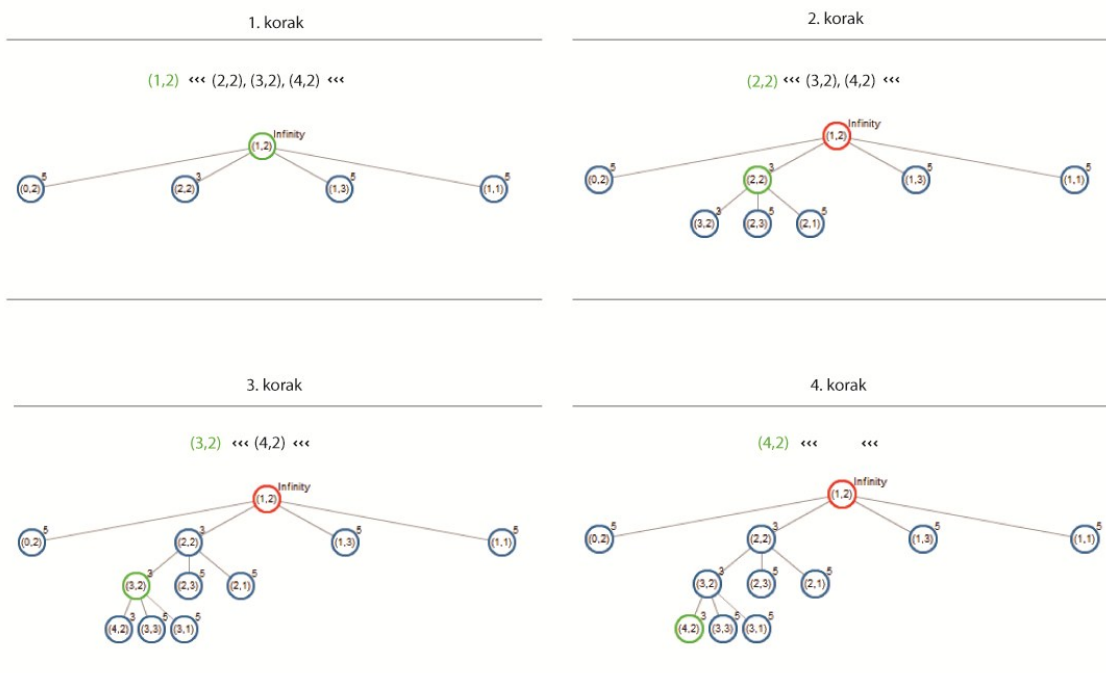 1. korak
(1,2) ‹‹‹ (2,2), (3,2), (4,2) ‹‹‹
Infinity
(1,2)
5 3 5 5
(0,2) (2,2) (1,3) (1,1)
2. korak
(2,2) ‹‹‹ (3,2), (4,2) ‹‹‹
Infinity
(1,2)
5 3 5 5
(0,2) (2,2) (1,3) (1,1)
3 5 5
(3,2) (2,3) (2,1)
3. korak
(3,2) ‹‹‹ (4,2) ‹‹‹
Infinity
(1,2)
5 3 5 5
(0,2) (2,2) (1,3) (1,1)
3 5 5
(3,2) (2,3) (2,1)
3 5 5
(4,2) (3,3) (3,1)
4. korak
(4,2) ‹‹‹ ‹‹‹
Infinity
(1,2)
5 3 5 5
(0,2) (2,2) (1,3) (1,1)
3 5 5
(3,2) (2,3) (2,1)
3 5 5
(4,2) (3,3) (3,1)